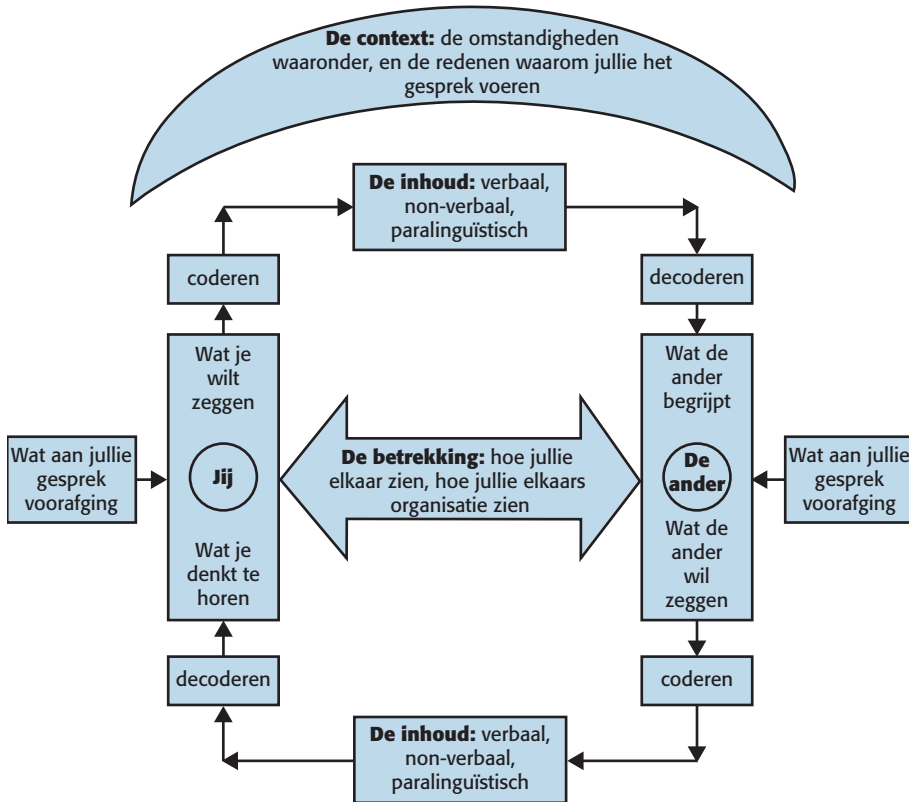 De context: de omstandigheden
waaronder, en de redenen waarom jullie het
gesprek voeren
De inhoud: verbaal,
non-verbaal,
paralinguïstisch
coderen
decoderen
Wat je
wilt
zeggen
Wat de
ander
begrijpt
Wat aan jullie
gesprek
voorafging
Jij
De betrekking: hoe jullie
elkaar zien, hoe jullie elkaars
organisatie zien
De
ander
Wat aan jullie
gesprek
voorafging
Wat je
denkt te
horen
Wat de
ander
wil
zeggen
decoderen
coderen
De inhoud: verbaal,
non-verbaal,
paralinguïstisch